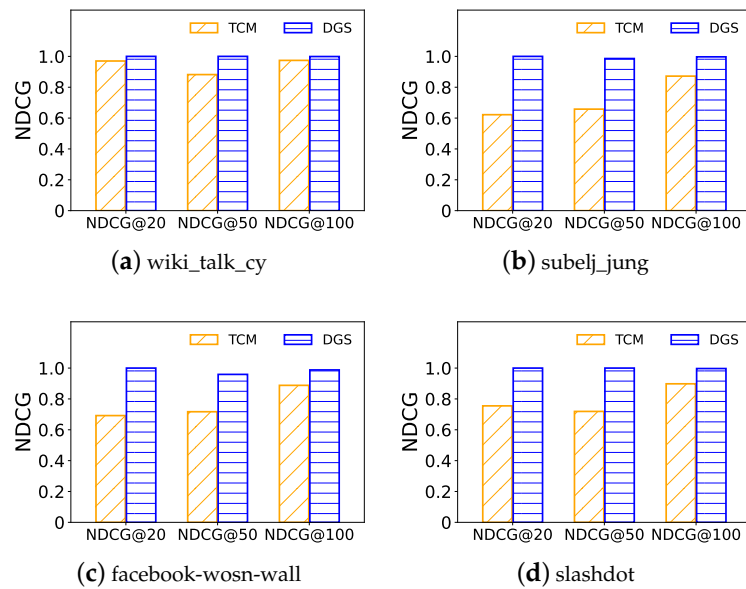 TCM DGS
NDCG
1.0
0.8
0.6
0.4
0.2
0
NDCG@20 NDCG@50 NDCG@100
(a) wiki_talk_cy
TCM DGS
NDCG
1.0
0.8
0.6
0.4
0.2
0
NDCG@20 NDCG@50 NDCG@100
(b) subelj_jung
TCM DGS
NDCG
1.0
0.8
0.6
0.4
0.2
0
NDCG@20 NDCG@50 NDCG@100
(c) facebook-wosn-wall
TCM DGS
NDCG
1.0
0.8
0.6
0.4
0.2
0
NDCG@20 NDCG@50 NDCG@100
(d) slashdot